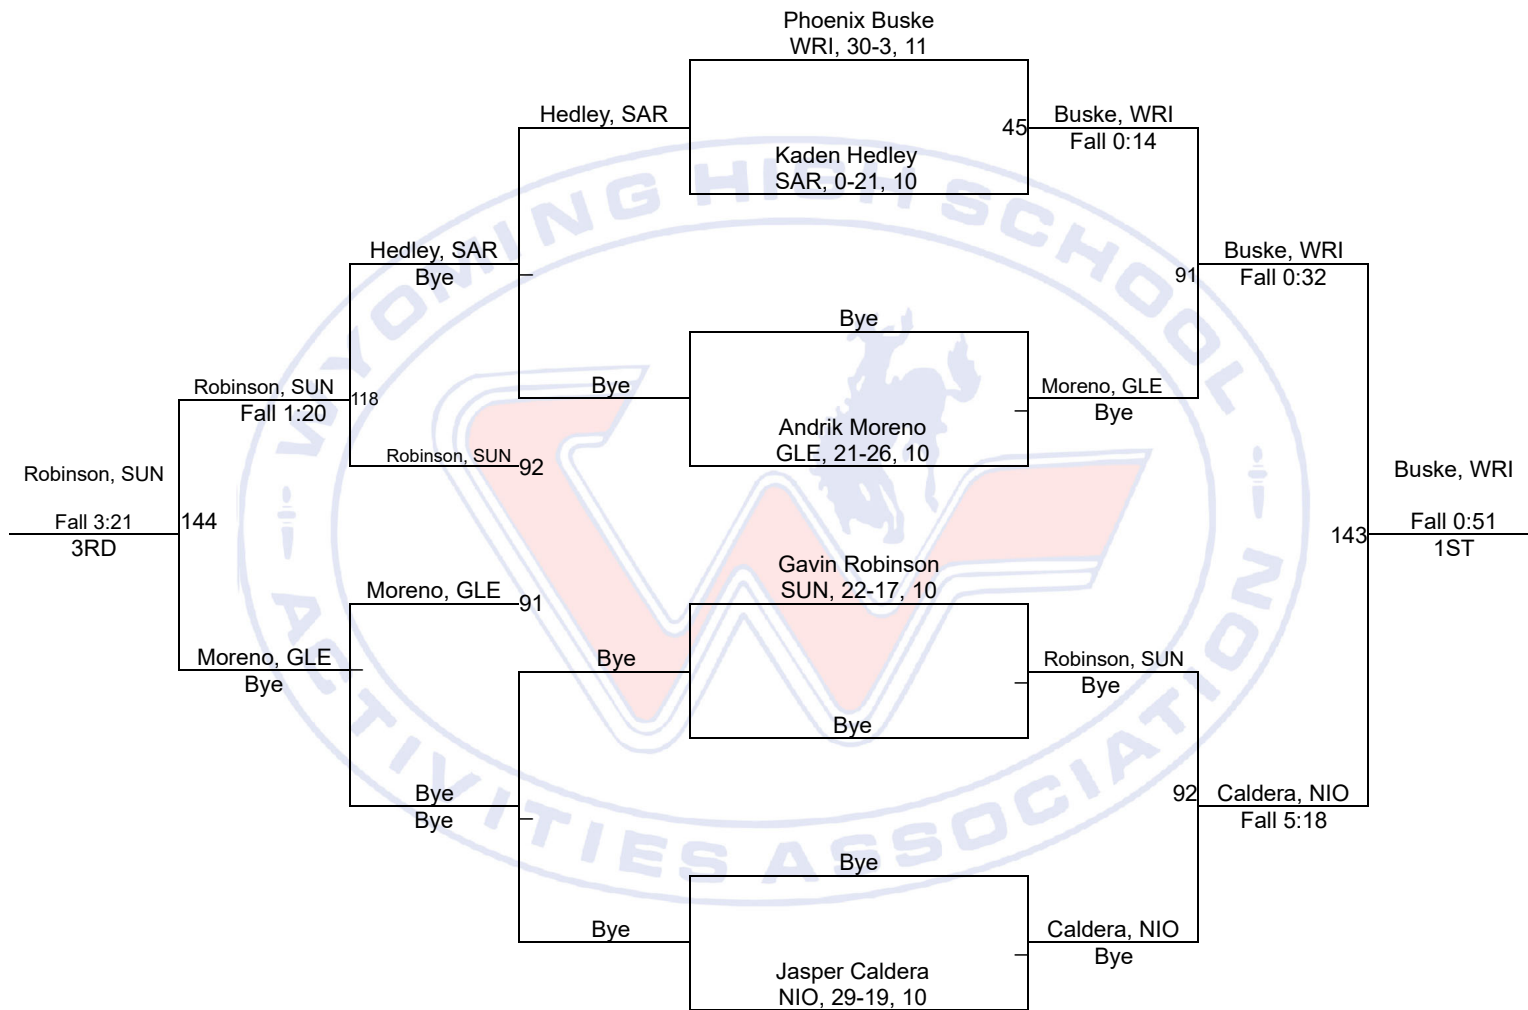 Phoenix Buske
WRI, 30-3, 11
Hedley, SAR
45
Buske, WRI
Fall 0:14
Kaden Hedley
SAR, 0-21, 10
Hedley, SAR
Bye
91
Buske, WRI
Fall 0:32
Bye
Robinson, SUN
Fall 1:20
118
Bye
Moreno, GLE
Bye
Andrik Moreno
GLE, 21-26, 10
Robinson, SUN
92
Robinson, SUN
Fall 3:21
3RD
144
Buske, WRI
143
Fall 0:51
1ST
Gavin Robinson
SUN, 22-17, 10
Moreno, GLE
91
Moreno, GLE
Bye
Bye
Robinson, SUN
Bye
Bye
Bye
Bye
92
Caldera, NIO
Fall 5:18
Bye
Bye
Caldera, NIO
Bye
Jasper Caldera
NIO, 29-19, 10
WYOMING HIGH SCHOOL
ACTIVITIES ASSOCIATION